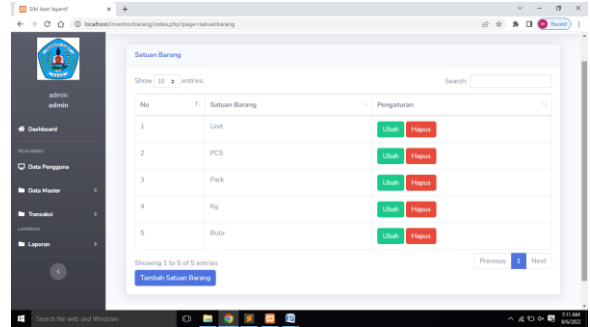 SIM Aset Yapentif
localhost/inventoribarang/index.php?page=satuanbarang
Paused
admin
admin
Dashboard
Data Pengguna
Data Master
Transaksi
LAPORAN
Laporan
Satuan Barang
Show 10 entries
Search:
No Satuan Barang Pengaturan
1 Unit Ubah Hapus
2 PCS Ubah Hapus
3 Pack Ubah Hapus
4 Kg Ubah Hapus
5 Butir Ubah Hapus
Showing 1 to 5 of 5 entries
Previous 1 Next
Tambah Satuan Barang
Search the web and Windows
7:11 AM
8/6/2022